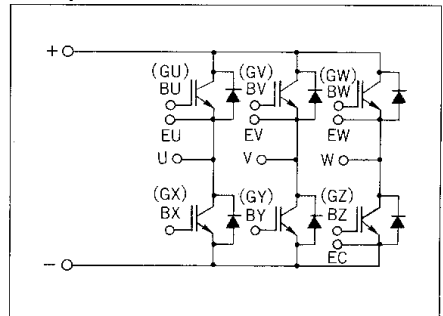 +
(GU) (GV) (GW)
BU BV BW
EU EV EW
U V W
(GX) (GY) (GZ)
BX BY BZ
−
EC